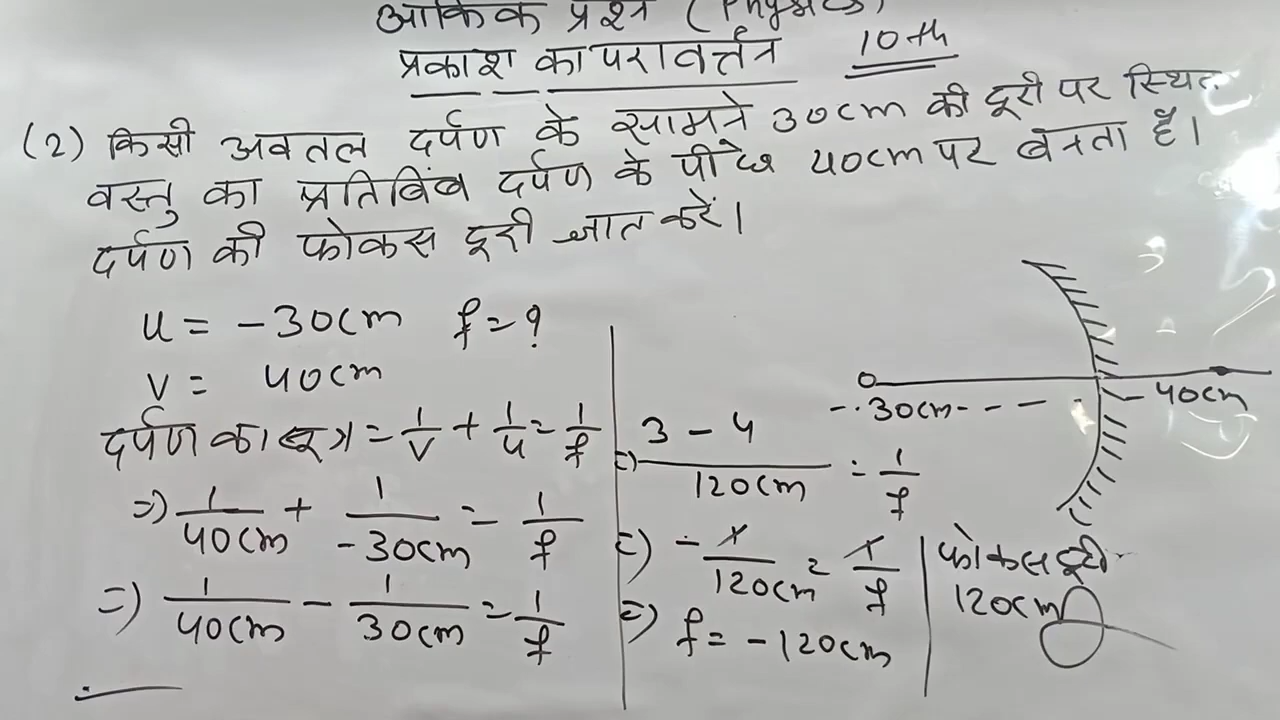 आंकिक प्रश्न (Physics)
प्रकाश का परावर्त्तन 10th
(2) किसी अवतल दर्पण के सामने 30cm की दूरी पर स्थित
वस्तु का प्रतिबिंब दर्पण के पीछे 40cm पर बनता है।
दर्पण की फोकस दूरी ज्ञात करें।
u = -30cm f = ?
v = 40cm
दर्पण का सूत्र = 1/v + 1/u = 1/f
=) 1/40cm + 1/-30cm = 1/f
=) 1/40cm - 1/30cm = 1/f
=) 3 - 4/120cm = 1/f
=) -1/120cm = 1/f
=) f = -120cm
30cm
40cm
फोकस दूरी
120cm